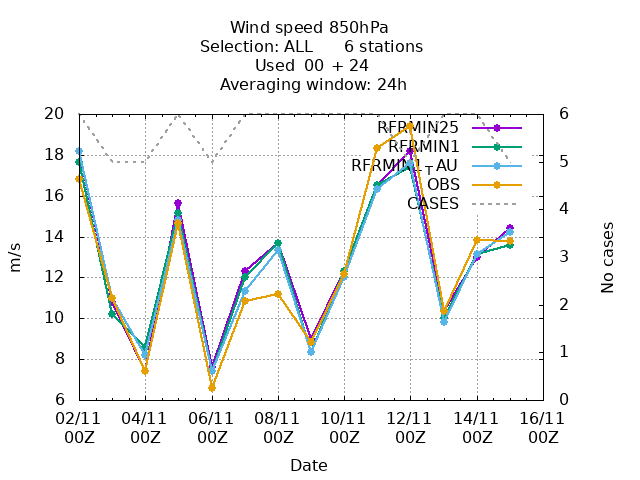 Wind speed 850hPa
Selection: ALL 6 stations
Used 00 + 24
Averaging window: 24h
20 6
RFRMIN25
RFRMIN1
18 5
RFRMIN1_TAU
OBS
16
CASES 4
14
m/s 3 No cases
12
10 2
8 1
6 0
02/11 04/11 06/11 08/11 10/11 12/11 14/11 16/11
00Z 00Z 00Z 00Z 00Z 00Z 00Z 00Z
Date